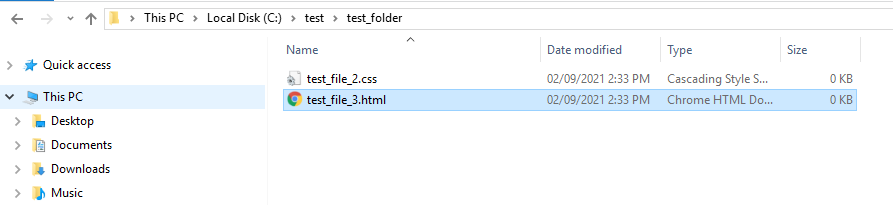 This PC > Local Disk (C:) > test > test_folder
Name Date modified Type Size
Quick access
test_file_2.css 02/09/2021 2:33 PM Cascading Style S... 0 KB
This PC
test_file_3.html 02/09/2021 2:33 PM Chrome HTML Do... 0 KB
Desktop
Documents
Downloads
Music